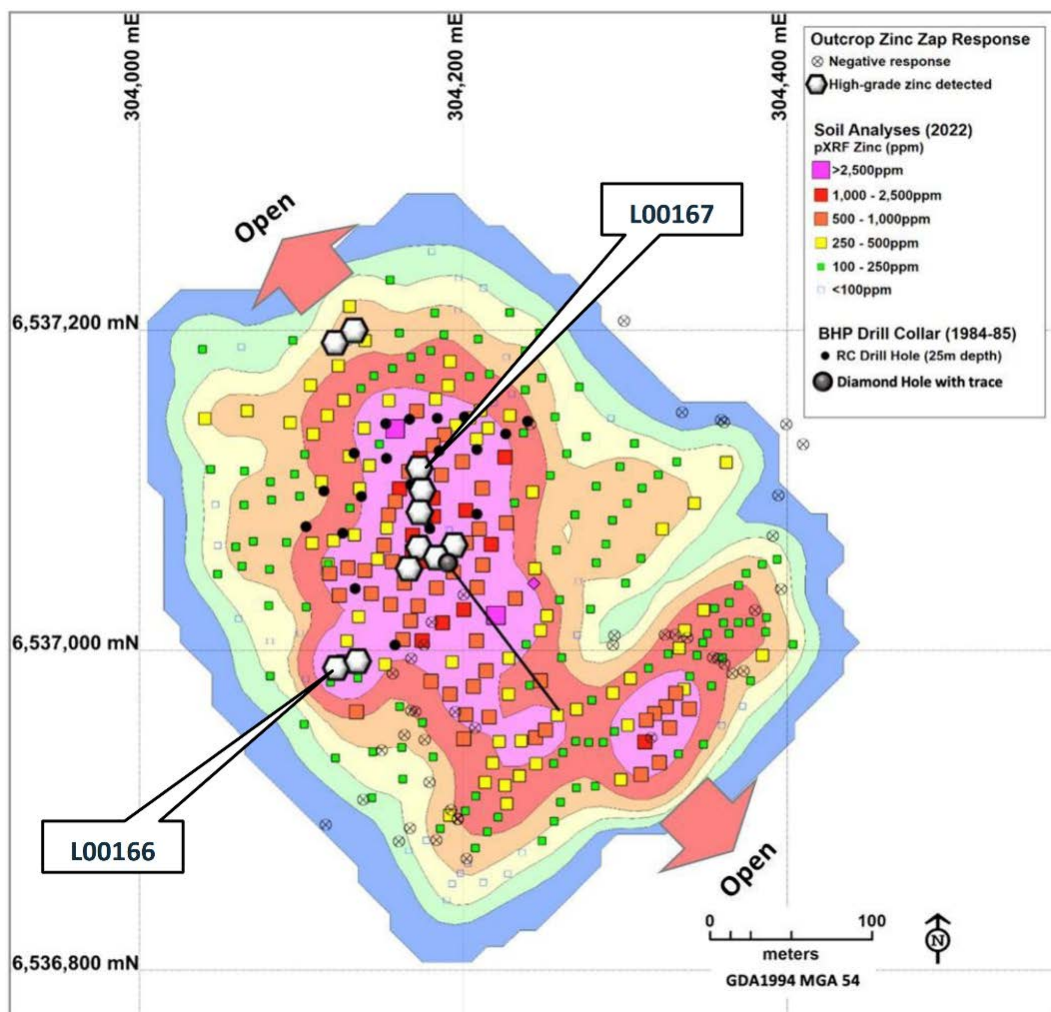 304,000 mE
304,200 mE
304,400 mE
Outcrop Zinc Zap Response
Negative response
High-grade zinc detected
Soil Analyses (2022)
pXRF Zinc (ppm)
>2,500ppm
1,000 - 2,500ppm
500 - 1,000ppm
250 - 500ppm
100 - 250ppm
<100ppm
BHP Drill Collar (1984-85)
RC Drill Hole (25m depth)
Diamond Hole with trace
L00167
Open
6,537,200 mN
6,537,000 mN
L00166
Open
6,536,800 mN
0 100
meters
GDA1994 MGA 54
N